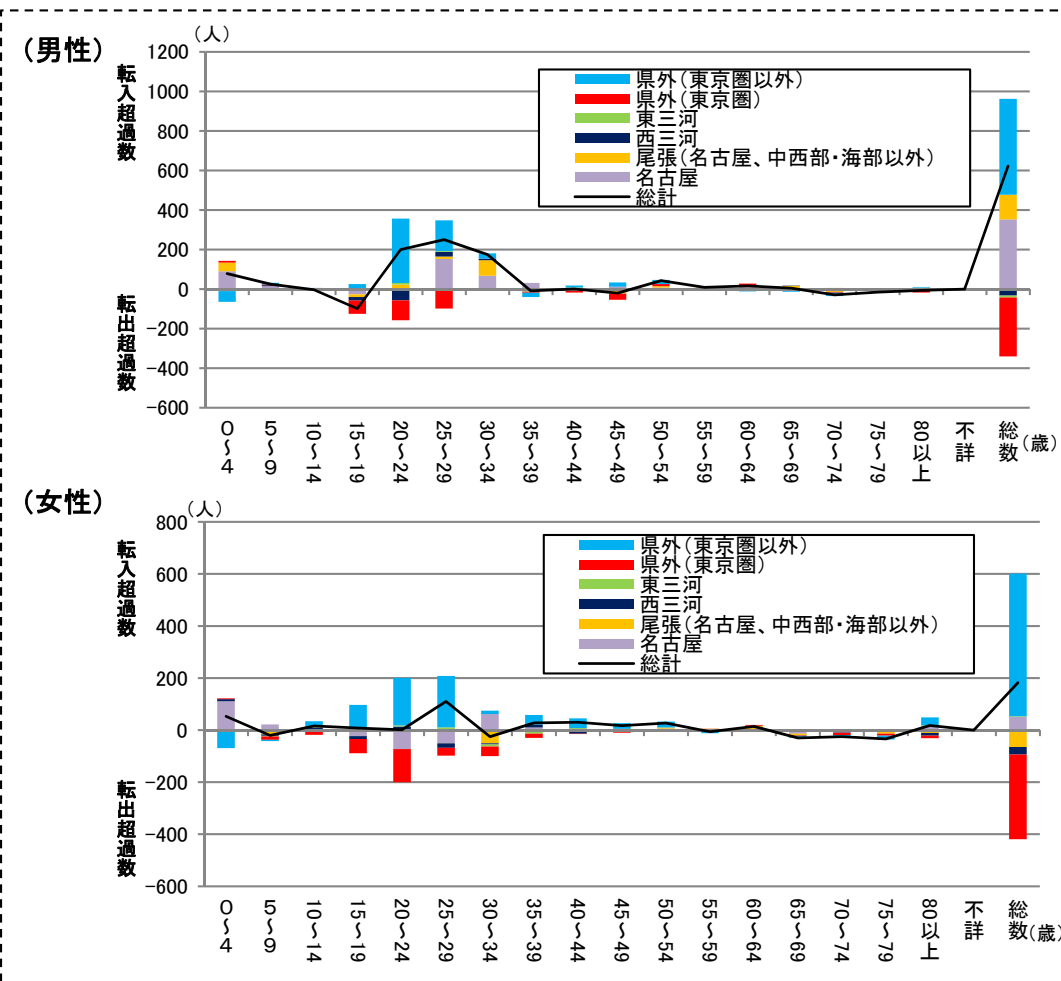 （男性）
（人）
転入超過数
転出超過数
1200
1000
800
600
400
200
0
-200
-400
-600
県外（東京圏以外）
県外（東京圏）
東三河
西三河
尾張（名古屋、中西部・海部以外）
名古屋
総計
0～4
5～9
10～14
15～19
20～24
25～29
30～34
35～39
40～44
45～49
50～54
55～59
60～64
65～69
70～74
75～79
80以上
不詳
総数
（歳）
（女性）
（人）
転入超過数
転出超過数
800
600
400
200
0
-200
-400
-600
県外（東京圏以外）
県外（東京圏）
東三河
西三河
尾張（名古屋、中西部・海部以外）
名古屋
総計
0～4
5～9
10～14
15～19
20～24
25～29
30～34
35～39
40～44
45～49
50～54
55～59
60～64
65～69
70～74
75～79
80以上
不詳
総数
（歳）